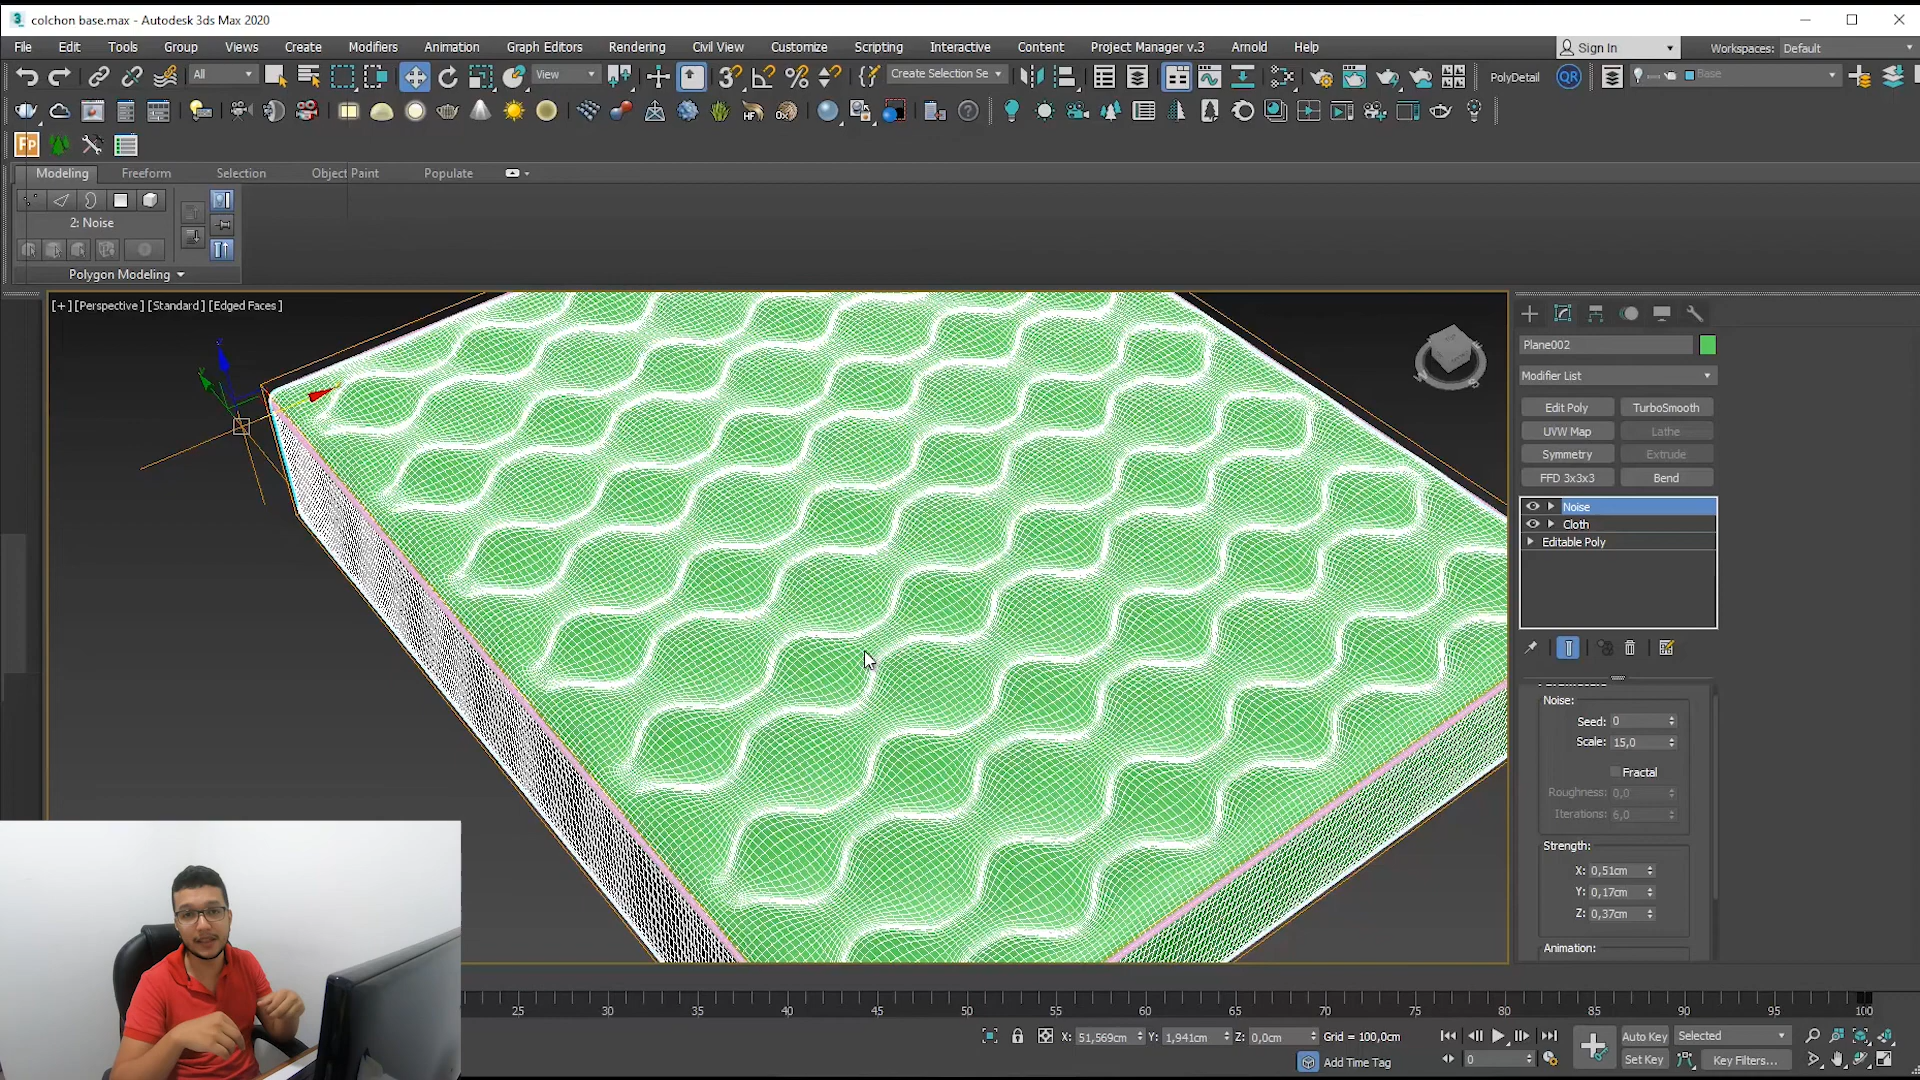 colchon base.max - Autodesk 3ds Max 2020
File Edit Tools Group Views Create Modifiers Animation Graph Editors Rendering Civil View Customize Scripting Interactive Content Project Manager v.3 Arnold Help Sign In Workspaces: Default
All View Create Selection Se PolyDetail QR Base
Modeling Freeform Selection Object Paint Populate
2: Noise
Polygon Modeling
[+] [Perspective] [Standard] [Edged Faces]
Plane002
Modifier List
Edit Poly TurboSmooth
UVW Map Lathe
Symmetry Extrude
FFD 3x3x3 Bend
Noise
Cloth
Editable Poly
Noise:
Seed: 0
Scale: 15,0
Fractal
Roughness: 0,0
Iterations: 6,0
Strength:
X: 0,51cm
Y: 0,17cm
Z: 0,37cm
Animation:
25 30 35 40 45 50 55 60 65 70 75 80 85 90 95 100
X: 51,569cm Y: 1,941cm Z: 0,0cm Grid = 100,0cm Auto Key Selected
Add Time Tag 0 Set Key Key Filters...